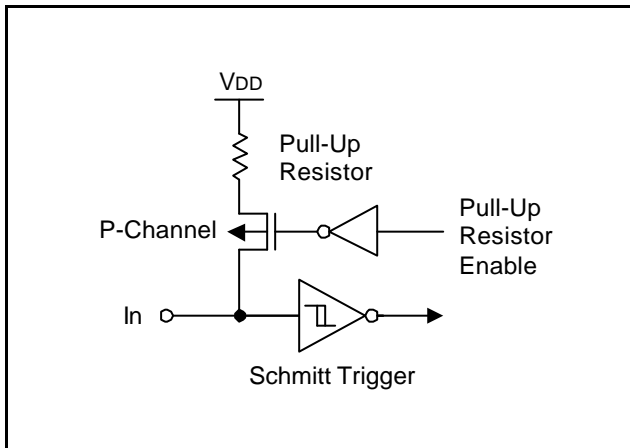 VDD
Pull-Up
Resistor
P-Channel
Pull-Up
Resistor
Enable
In
Schmitt Trigger